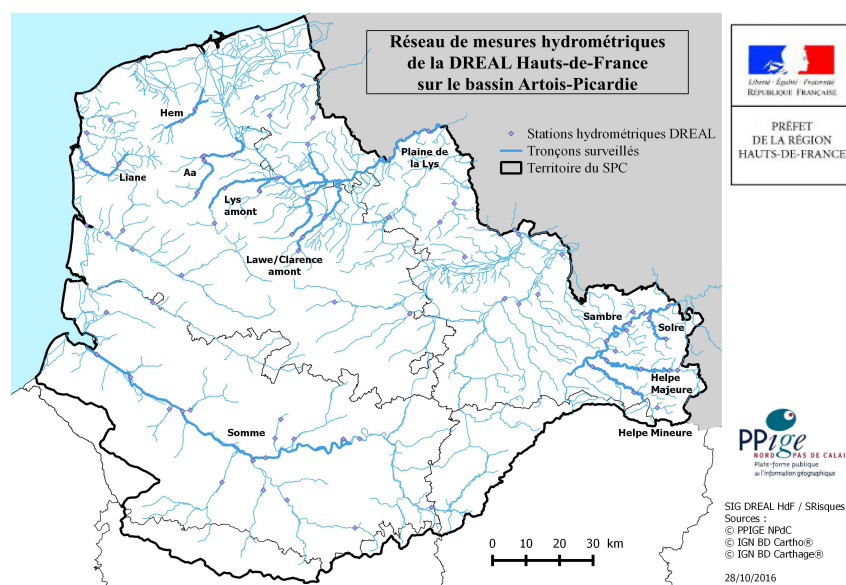 Réseau de mesures hydrométriques
de la DREAL Hauts-de-France
sur le bassin Artois-Picardie
Liberté · Égalité · Fraternité
RÉPUBLIQUE FRANÇAISE
PRÉFET
DE LA RÉGION
HAUTS-DE-FRANCE
Stations hydrométriques DREAL
Tronçons surveillés
Territoire du SPC
Hem
Plaine de
la Lys
Liane
Aa
Lys
amont
Lawe/Clarence
amont
Sambre
Solre
Helpe
Majeure
Helpe Mineure
Somme
PPige
NORD PAS DE CALAI
Plate-forme publique
de l'information géographique
SIG DREAL HdF / SRisques
Sources :
© PPIGE NPdC
© IGN BD Cartho®
© IGN BD Carthage®
28/10/2016
0 10 20 30 km